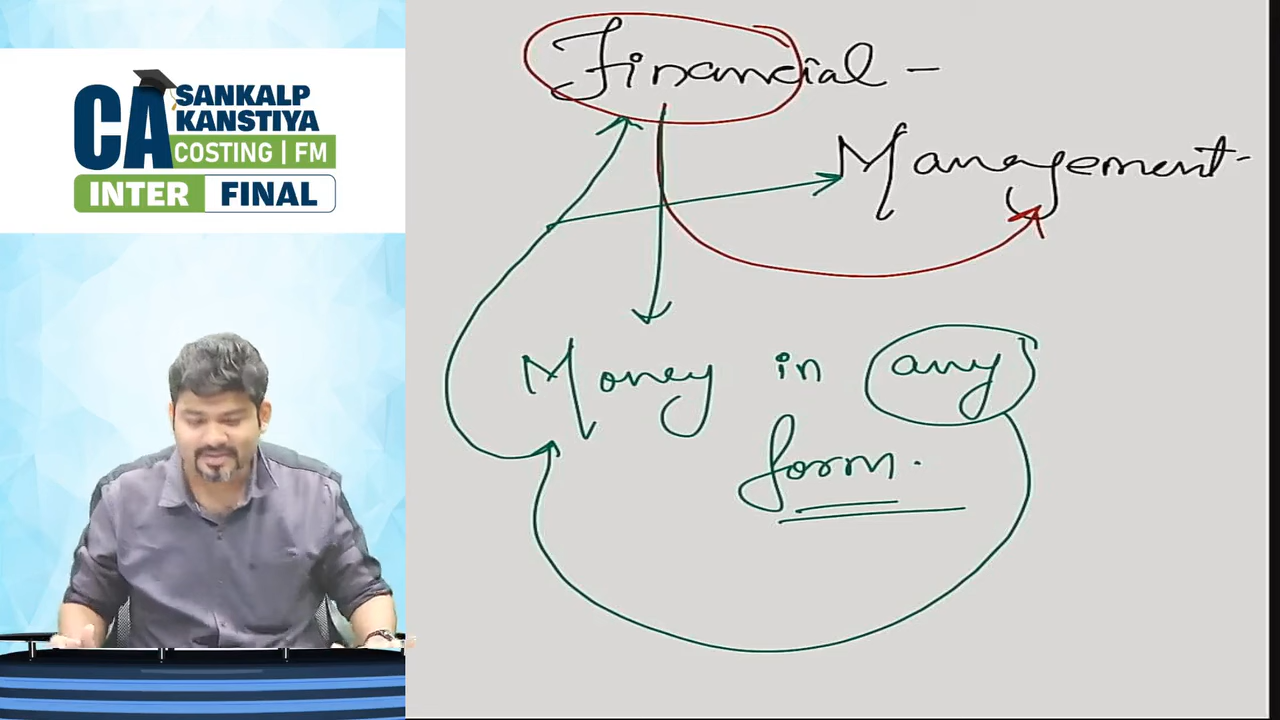 CA SANKALP
KANSTIYA
COSTING | FM
INTER FINAL
Financial -
Management
Money in any
form.